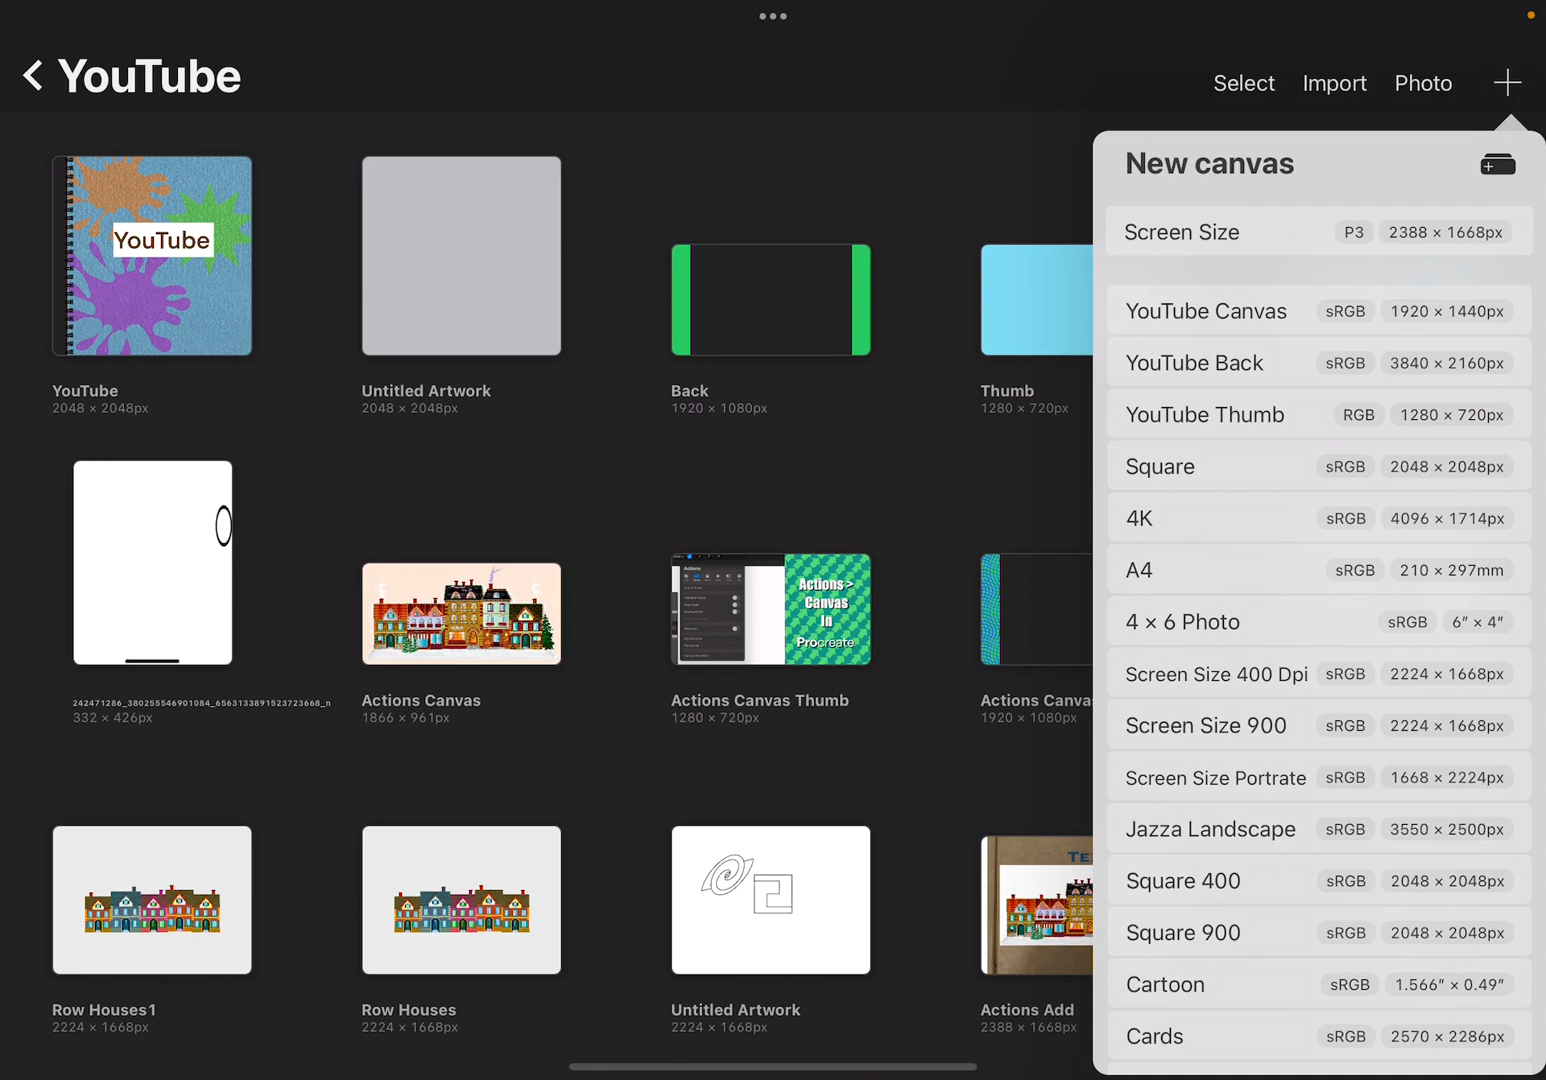 YouTube
Select Import Photo
New canvas
Screen Size P3 2388 × 1668px
YouTube Canvas sRGB 1920 × 1440px
YouTube Back sRGB 3840 × 2160px
YouTube Thumb RGB 1280 × 720px
Square sRGB 2048 × 2048px
4K sRGB 4096 × 1714px
A4 sRGB 210 × 297mm
4 × 6 Photo sRGB 6" × 4"
Screen Size 400 Dpi sRGB 2224 × 1668px
Screen Size 900 sRGB 2224 × 1668px
Screen Size Portrate sRGB 1668 × 2224px
Jazza Landscape sRGB 3550 × 2500px
Square 400 sRGB 2048 × 2048px
Square 900 sRGB 2048 × 2048px
Cartoon sRGB 1.566" × 0.49"
Cards sRGB 2570 × 2286px
YouTube
YouTube
2048 × 2048px
Untitled Artwork
2048 × 2048px
Back
1920 × 1080px
Thumb
1280 × 720px
242471286_380255546901084_6563133891523723668_n
332 × 426px
Actions Canvas
1866 × 961px
Actions
Actions >
Canvas
In
Procreate
Actions Canvas Thumb
1280 × 720px
Actions Canva
1920 × 1080px
Row Houses1
2224 × 1668px
Row Houses
2224 × 1668px
Untitled Artwork
2224 × 1668px
TE
Actions Add
2388 × 1668px